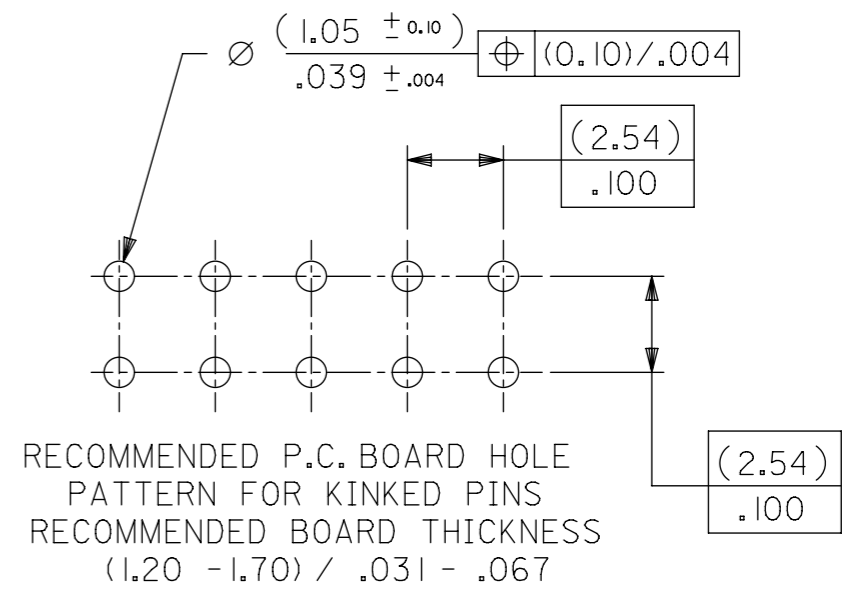 Ø (1.05 ± 0.10)
.039 ± .004
⌖ (0.10)/.004
(2.54)
.100
(2.54)
.100
RECOMMENDED P.C. BOARD HOLE
PATTERN FOR KINKED PINS
RECOMMENDED BOARD THICKNESS
(1.20 -1.70) / .031 - .067